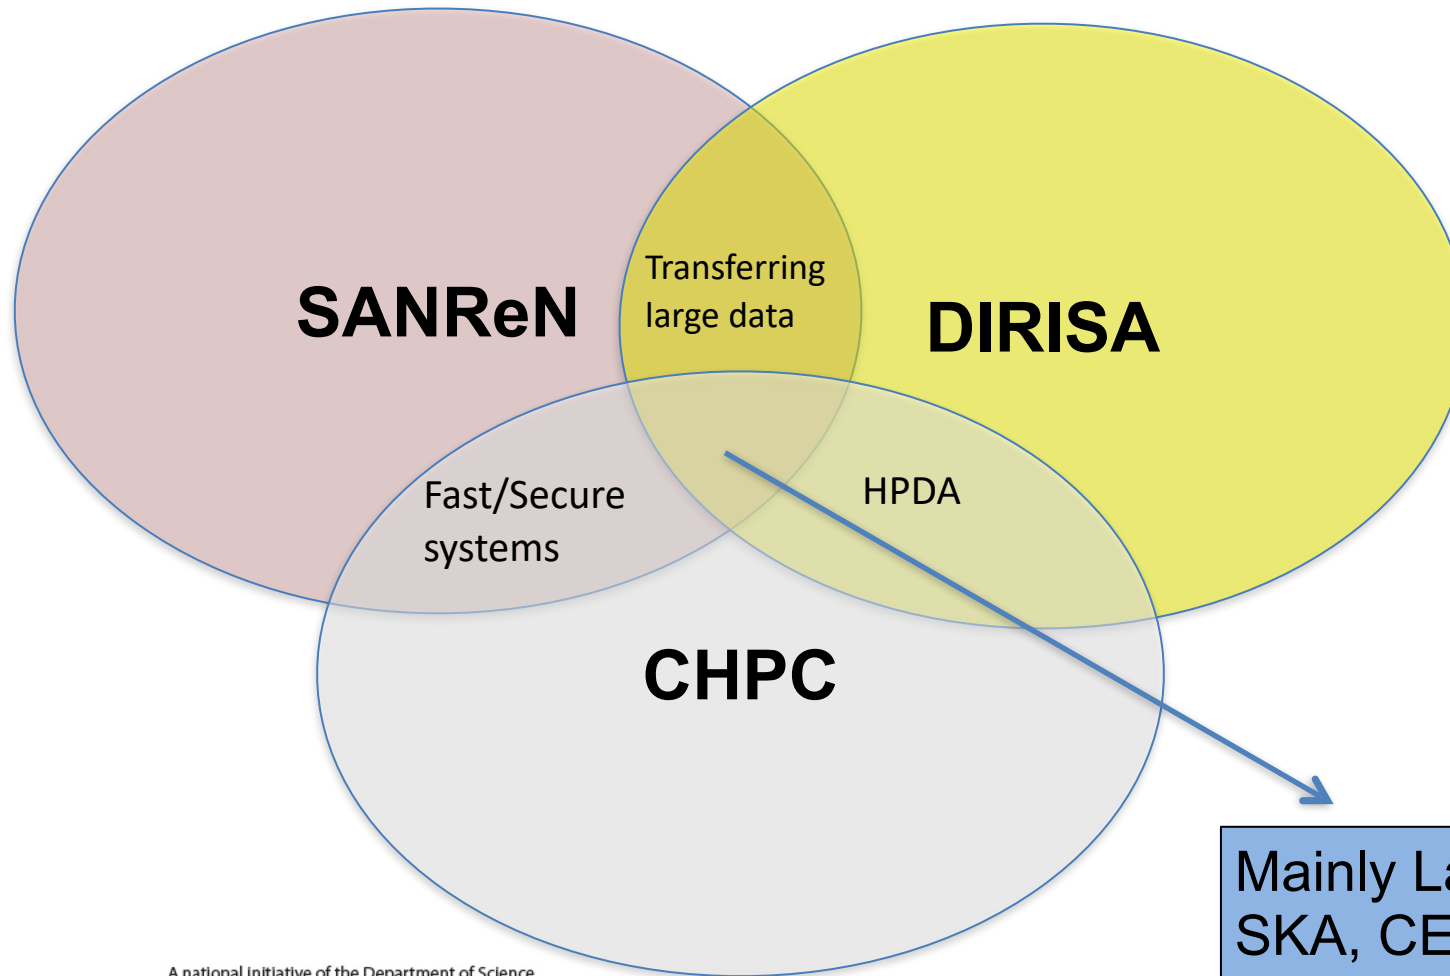 SANReN
Transferring
large data
DIRISA
Fast/Secure
systems
HPDA
CHPC
Mainly
SKA,
A national initiative of the Department of Science